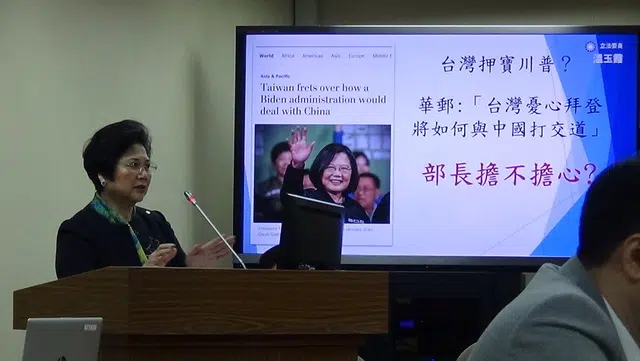 World Africa Americas Asia Europe Middle E
Asia & Pacific
Taiwan frets over how a
Biden administration would
deal with China
立法委員
溫玉霞
台灣押寶川普?
華郵:「台灣憂心拜登
將如何與中國打交道」
部長擔不擔心?